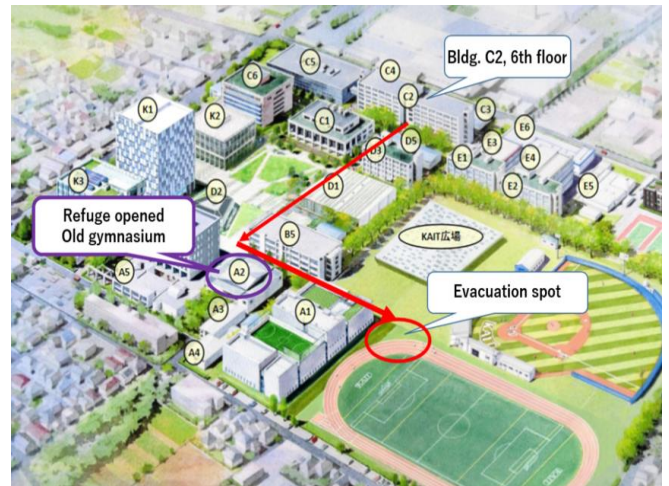 C5
C4
Bldg. C2, 6th floor
C6
C2
K1
C3
K2
C1
E6
D3
D5
E3
E1
E4
K3
D2
D1
E2
E5
Refuge opened
Old gymnasium
B5
KAIT広場
A5
A2
Evacuation spot
A3
A1
A4
KAIT